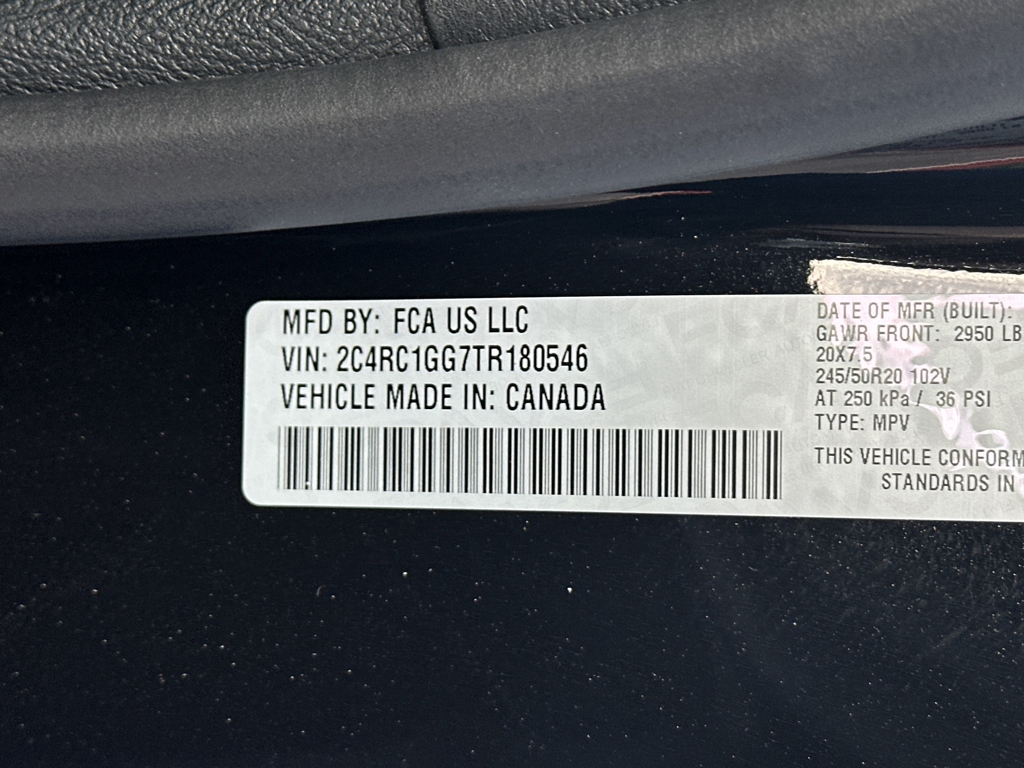 MFD BY: FCA US LLC
VIN: 2C4RC1GG7TR180546
VEHICLE MADE IN: CANADA
DATE OF MFR (BUILT):
GAWR FRONT: 2950 LB
20X7.5
245/50R20 102V
AT 250 kPa / 36 PSI
TYPE: MPV
THIS VEHICLE CONFORM
STANDARDS IN